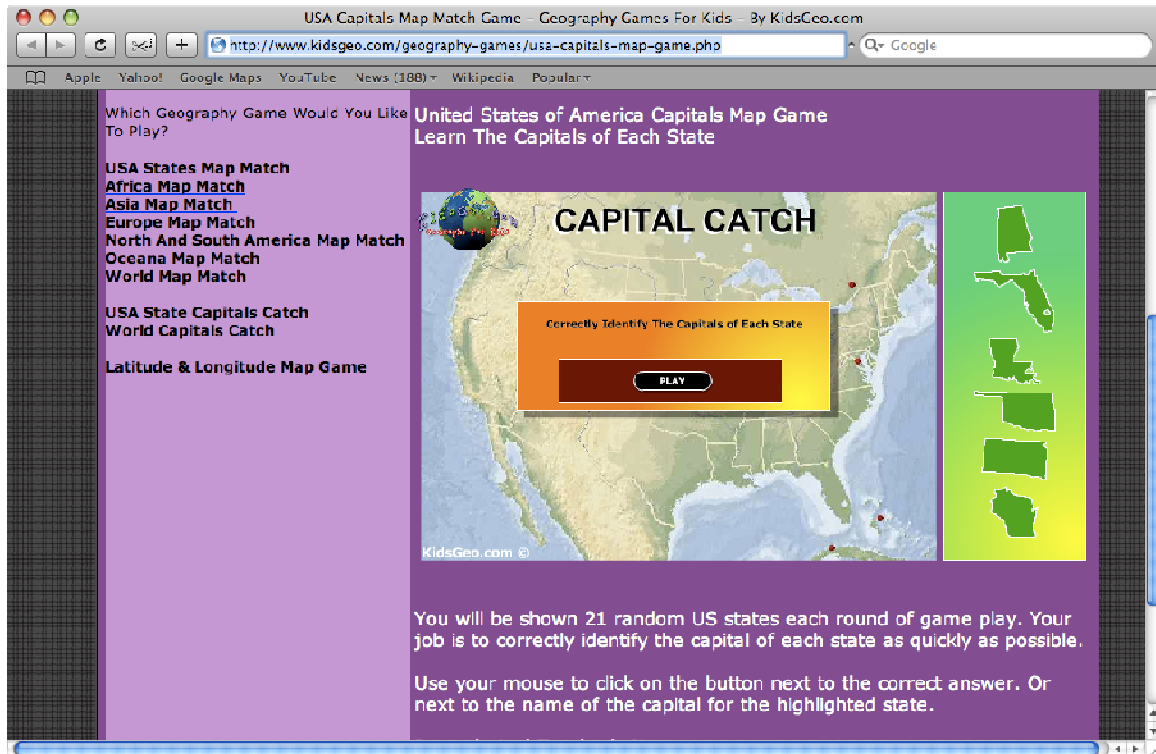 USA Capitals Map Match Game – Geography Games For Kids – By KidsGeo.com
http://www.kidsgeo.com/geography-games/usa-capitals-map-game.php
Google
Apple Yahoo! Google Maps YouTube News (188) Wikipedia Popular
Which Geography Game Would You Like
To Play?
USA States Map Match
Africa Map Match
Asia Map Match
Europe Map Match
North And South America Map Match
Oceana Map Match
World Map Match
USA State Capitals Catch
World Capitals Catch
Latitude & Longitude Map Game
United States of America Capitals Map Game
Learn The Capitals of Each State
CAPITAL CATCH
Correctly Identify The Capitals of Each State
PLAY
KidsGeo.com ©
You will be shown 21 random US states each round of game play. Your
job is to correctly identify the capital of each state as quickly as possible.
Use your mouse to click on the button next to the correct answer. Or
next to the name of the capital for the highlighted state.